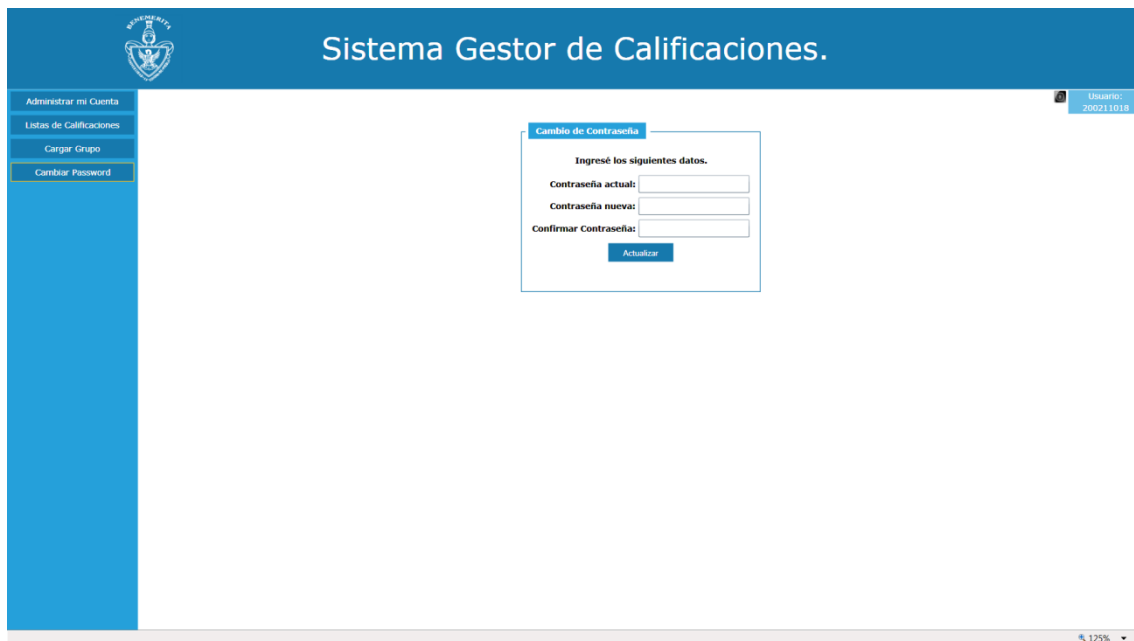 BENEMERITA
Sistema Gestor de Calificaciones.
Administrar mi Cuenta
Listas de Calificaciones
Cargar Grupo
Cambiar Password
Usuario:
200211018
Cambio de Contraseña
Ingresé los siguientes datos.
Contraseña actual:
Contraseña nueva:
Confirmar Contraseña:
Actualizar
125%